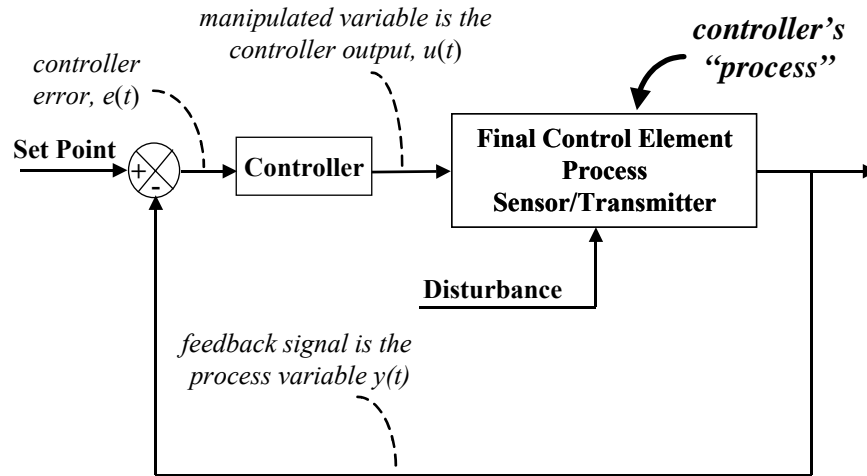 manipulated variable is the
controller output, u(t)
controller's
“process”
controller
error, e(t)
Set Point
+
-
Controller
Final Control Element
Process
Sensor/Transmitter
Disturbance
feedback signal is the
process variable y(t)